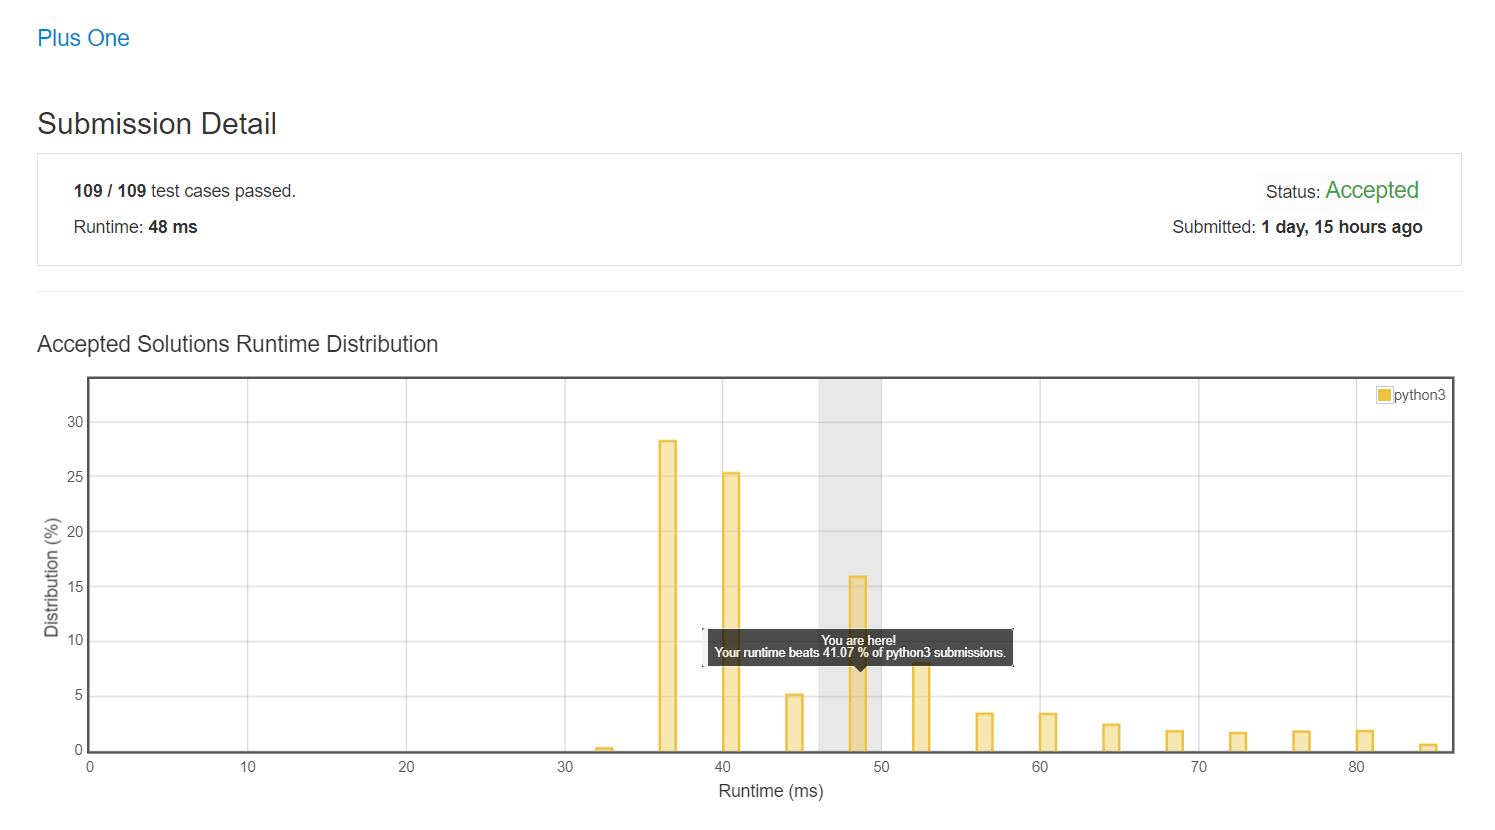 Plus One
Submission Detail
109 / 109 test cases passed.
Status: Accepted
Runtime: 48 ms
Submitted: 1 day, 15 hours ago
Accepted Solutions Runtime Distribution
python3
30
25
20
15
10
5
0
Distribution (%)
You are here!
Your runtime beats 41.07 % of python3 submissions.
0 10 20 30 40 50 60 70 80
Runtime (ms)